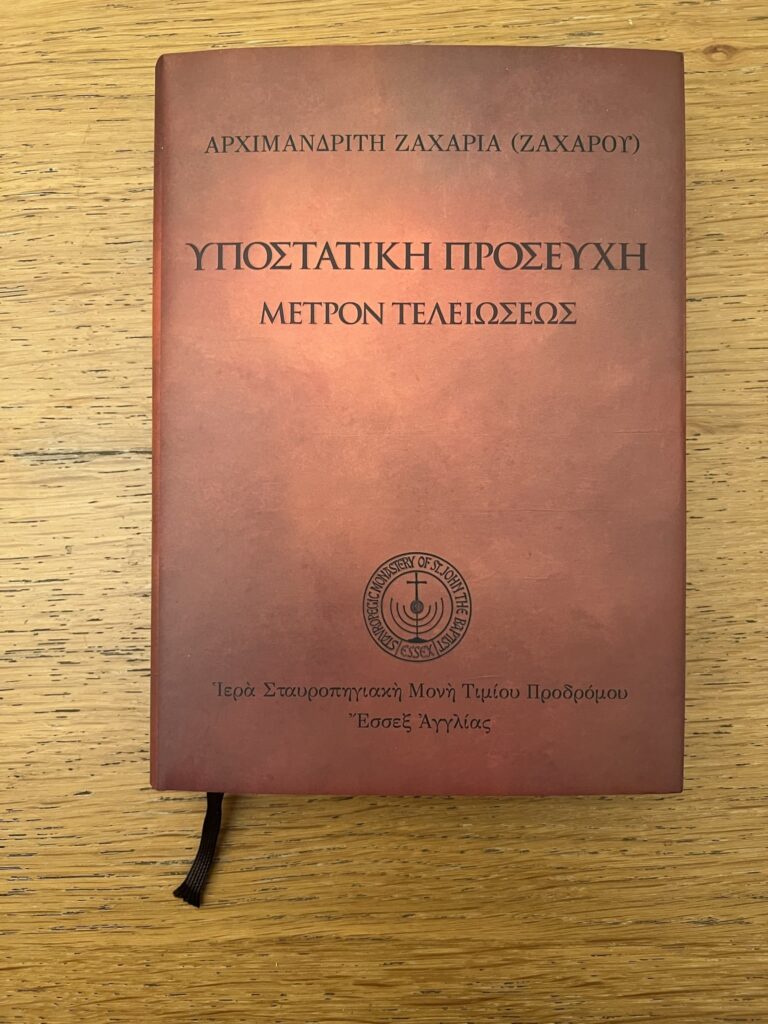 ΑΡΧΙΜΑΝΔΡΙΤΗ ΖΑΧΑΡΙΑ (ΖΑΧΑΡΟΥ)
ΥΠΟΣΤΑΤΙΚΗ ΠΡΟΣΕΥΧΗ
ΜΕΤΡΟΝ ΤΕΛΕΙΩΣΕΩΣ
STAVROPEGIC MONASTERY OF ST. JOHN THE BAPTIST
ESSEX
Ἱερὰ Σταυροπηγιακὴ Μονὴ Τιμίου Προδρόμου
Ἔσσεξ Ἀγγλίας